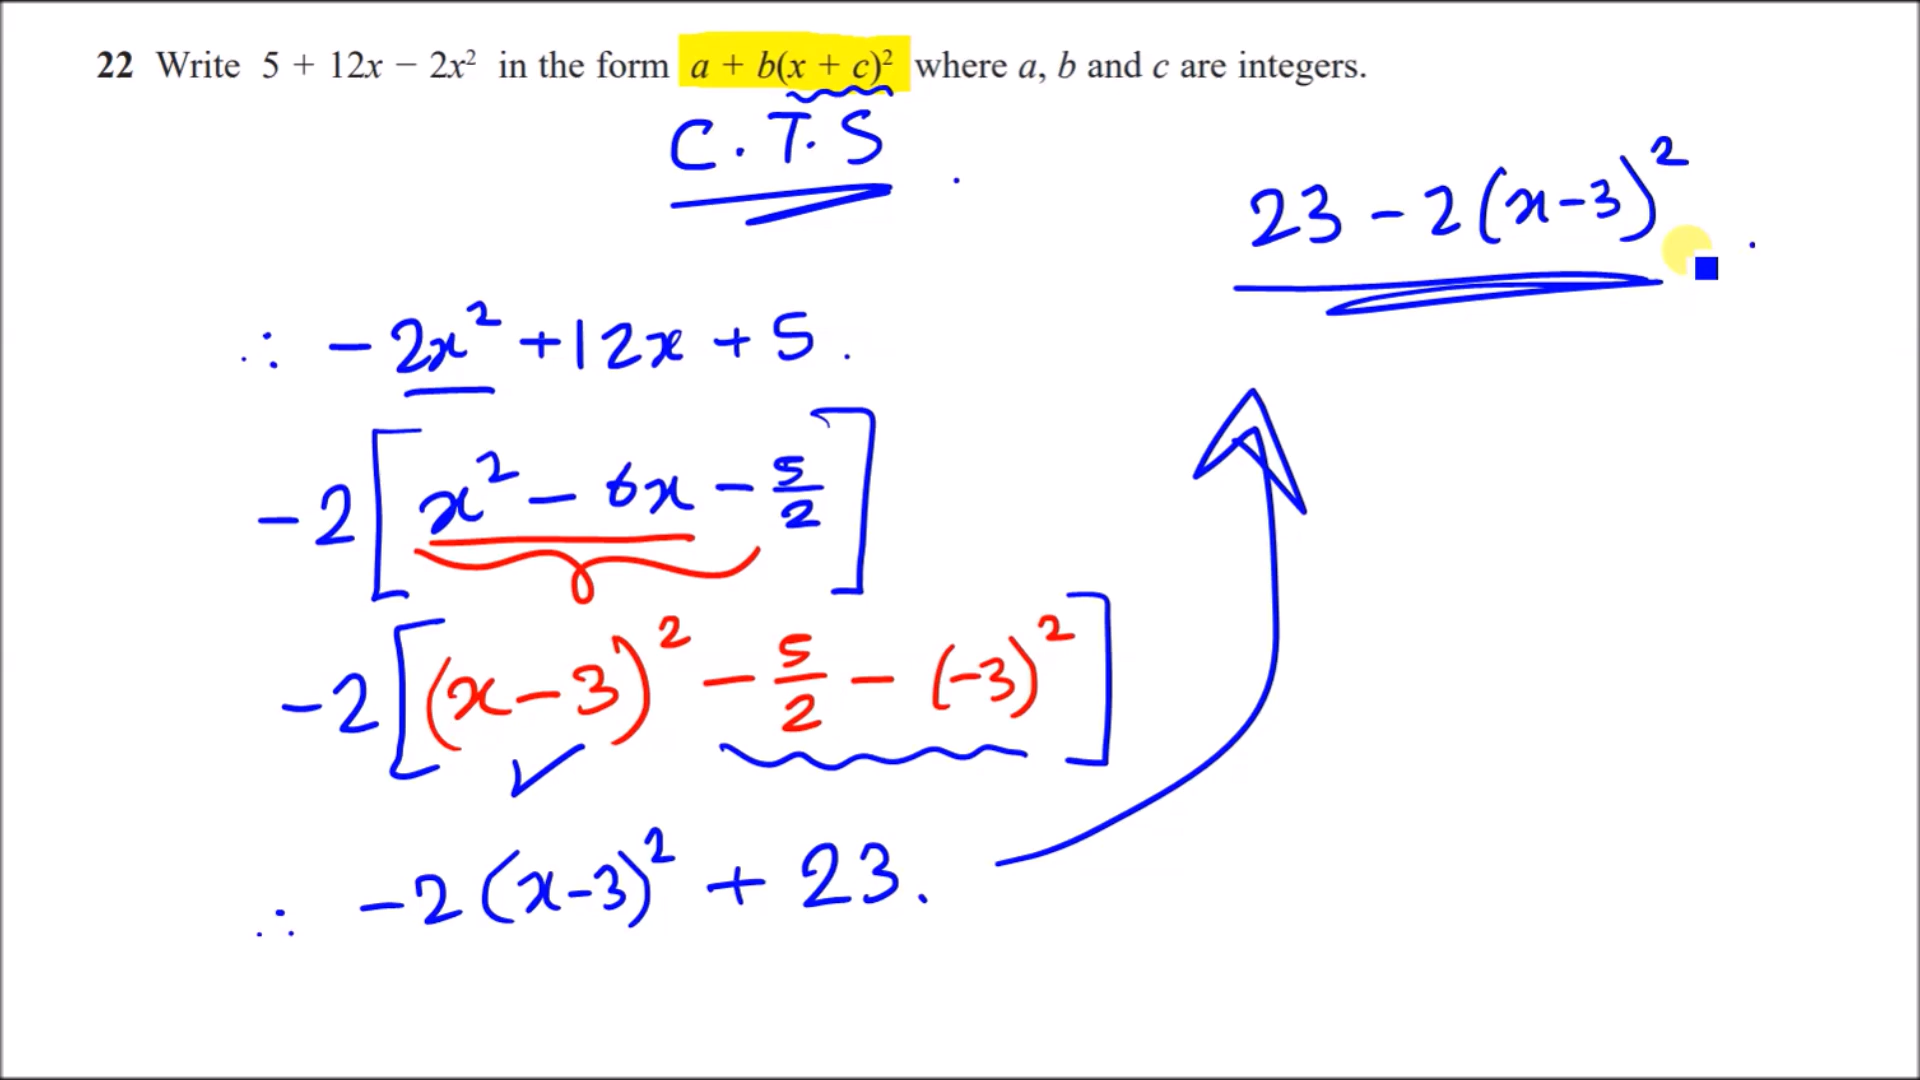 22 Write 5 + 12x − 2x² in the form a + b(x + c)² where a, b and c are integers.
C.T.S
23 - 2(x-3)²
∴ -2x² + 12x + 5.
-2[x² - 6x - 5/2]
-2[(x-3)² - 5/2 - (-3)²]
∴ -2(x-3)² + 23.